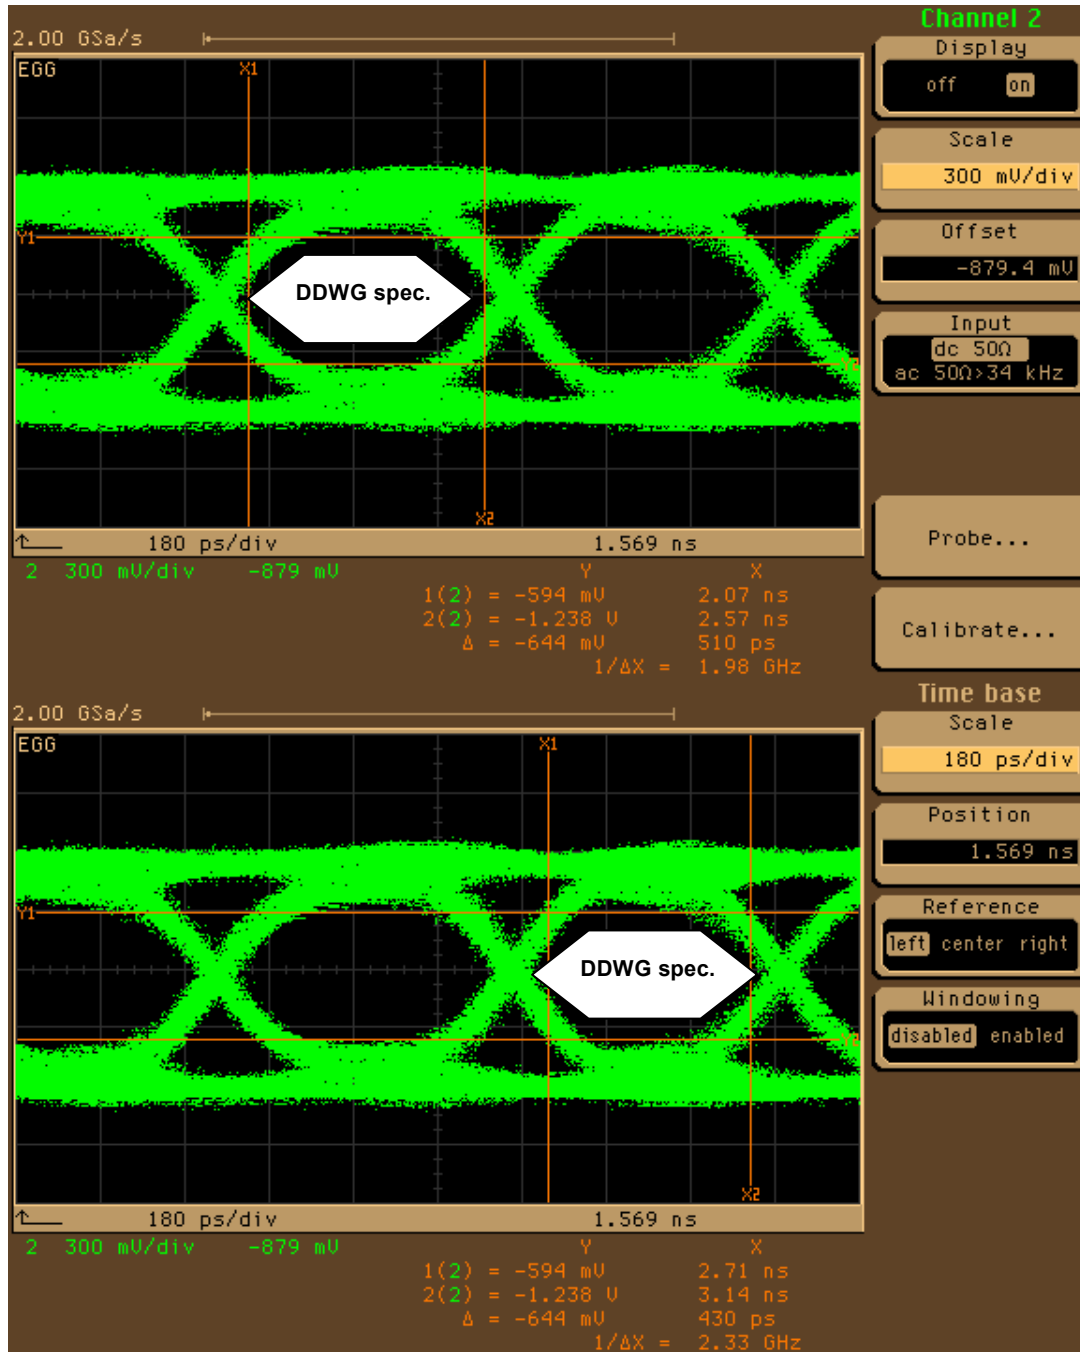 Channel 2
2.00 GSa/s
Display
off on
EGG
X1
Scale
300 mV/div
Y1
Offset
-879.4 mV
DDWG spec.
Input
dc 50Ω
ac 50Ω>34 kHz
Y2
X2
Probe...
180 ps/div 1.569 ns
2 300 mV/div -879 mV
Y X
1(2) = -594 mV 2.07 ns
2(2) = -1.238 V 2.57 ns
Δ = -644 mV 510 ps
1/ΔX = 1.98 GHz
Calibrate...
Time base
2.00 GSa/s
Scale
180 ps/div
EGG
X1
Position
1.569 ns
Y1
Reference
left center right
DDWG spec.
Windowing
disabled enabled
Y2
X2
180 ps/div 1.569 ns
2 300 mV/div -879 mV
Y X
1(2) = -594 mV 2.71 ns
2(2) = -1.238 V 3.14 ns
Δ = -644 mV 430 ps
1/ΔX = 2.33 GHz